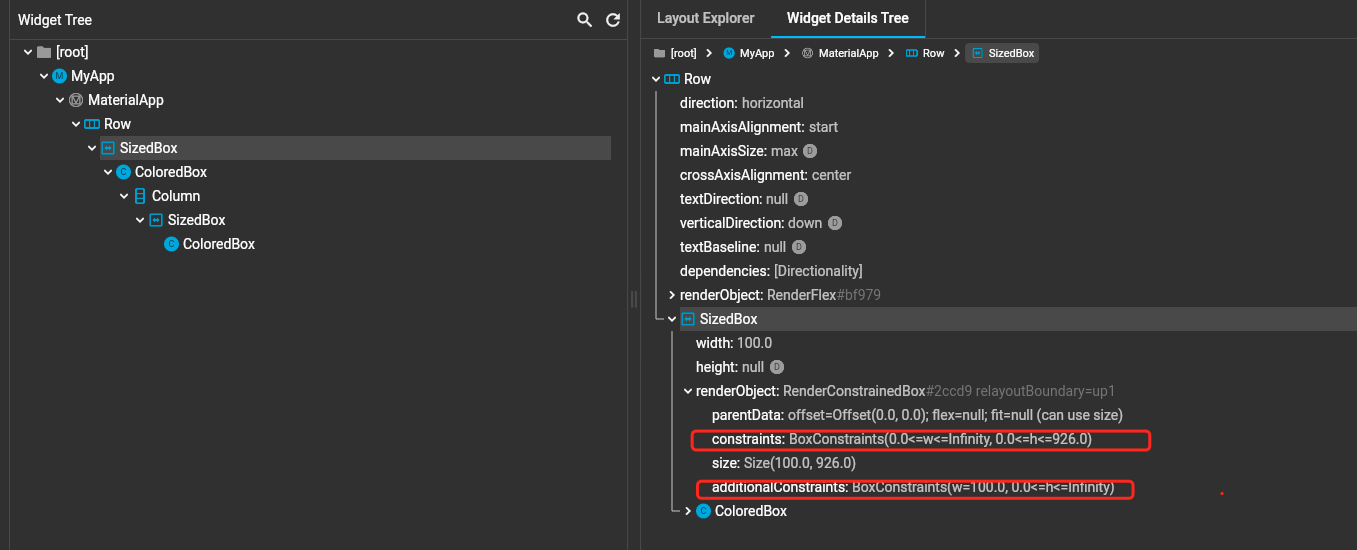 Widget Tree
[root]
MyApp
MaterialApp
Row
SizedBox
ColoredBox
Column
SizedBox
ColoredBox
Layout Explorer
Widget Details Tree
[root] MyApp MaterialApp Row SizedBox
Row
direction: horizontal
mainAxisAlignment: start
mainAxisSize: max D
crossAxisAlignment: center
textDirection: null D
verticalDirection: down D
textBaseline: null D
dependencies: [Directionality]
renderObject: RenderFlex#bf979
SizedBox
width: 100.0
height: null D
renderObject: RenderConstrainedBox#2ccd9 relayoutBoundary=up1
parentData: offset=Offset(0.0, 0.0); flex=null; fit=null (can use size)
constraints: BoxConstraints(0.0<=w<=Infinity, 0.0<=h<=926.0)
size: Size(100.0, 926.0)
additionalConstraints: BoxConstraints(w=100.0, 0.0<=h<=Infinity)
ColoredBox